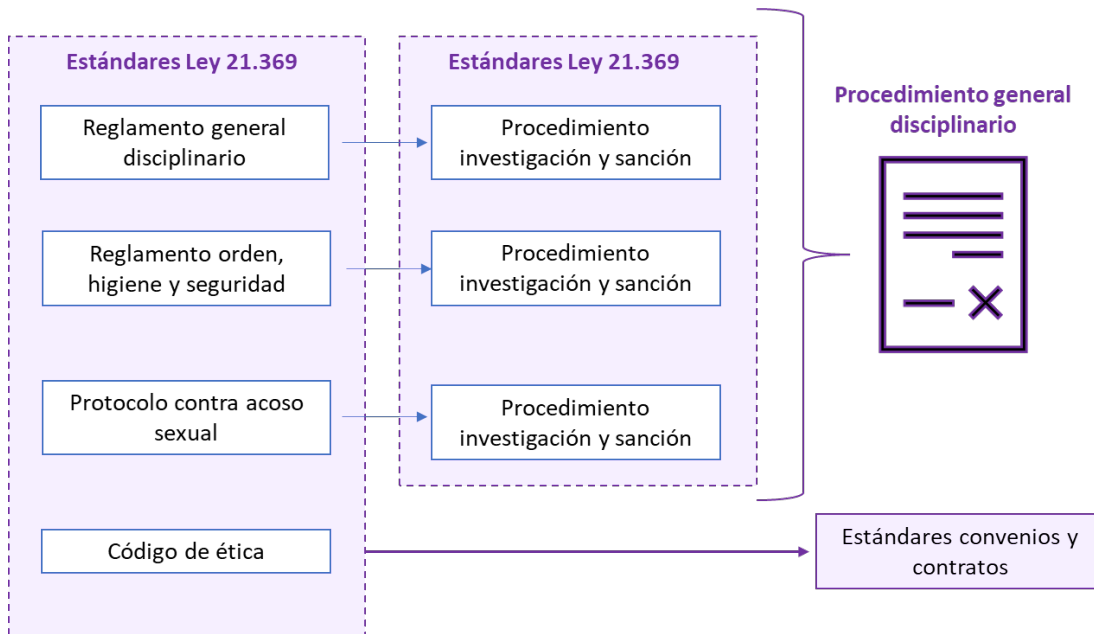 Estándares Ley 21.369
Reglamento general
disciplinario
Reglamento orden,
higiene y seguridad
Protocolo contra acoso
sexual
Código de ética
Estándares Ley 21.369
Procedimiento
investigación y sanción
Procedimiento
investigación y sanción
Procedimiento
investigación y sanción
Procedimiento general
disciplinario
Estándares convenios y
contratos